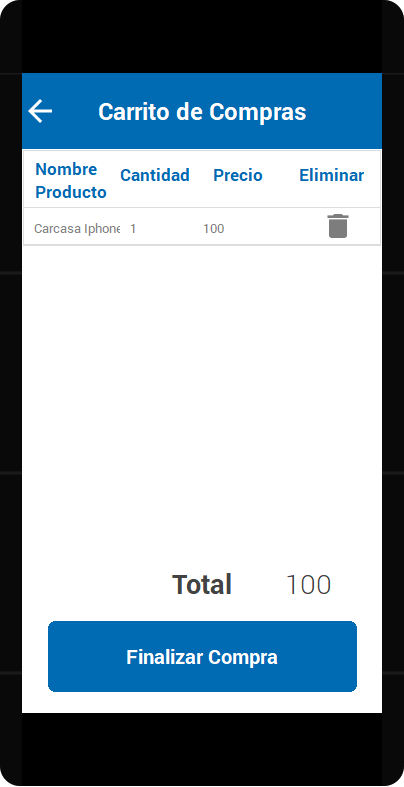 Carrito de Compras
Nombre Producto Cantidad Precio Eliminar
Carcasa Iphone 1 100
Total 100
Finalizar Compra